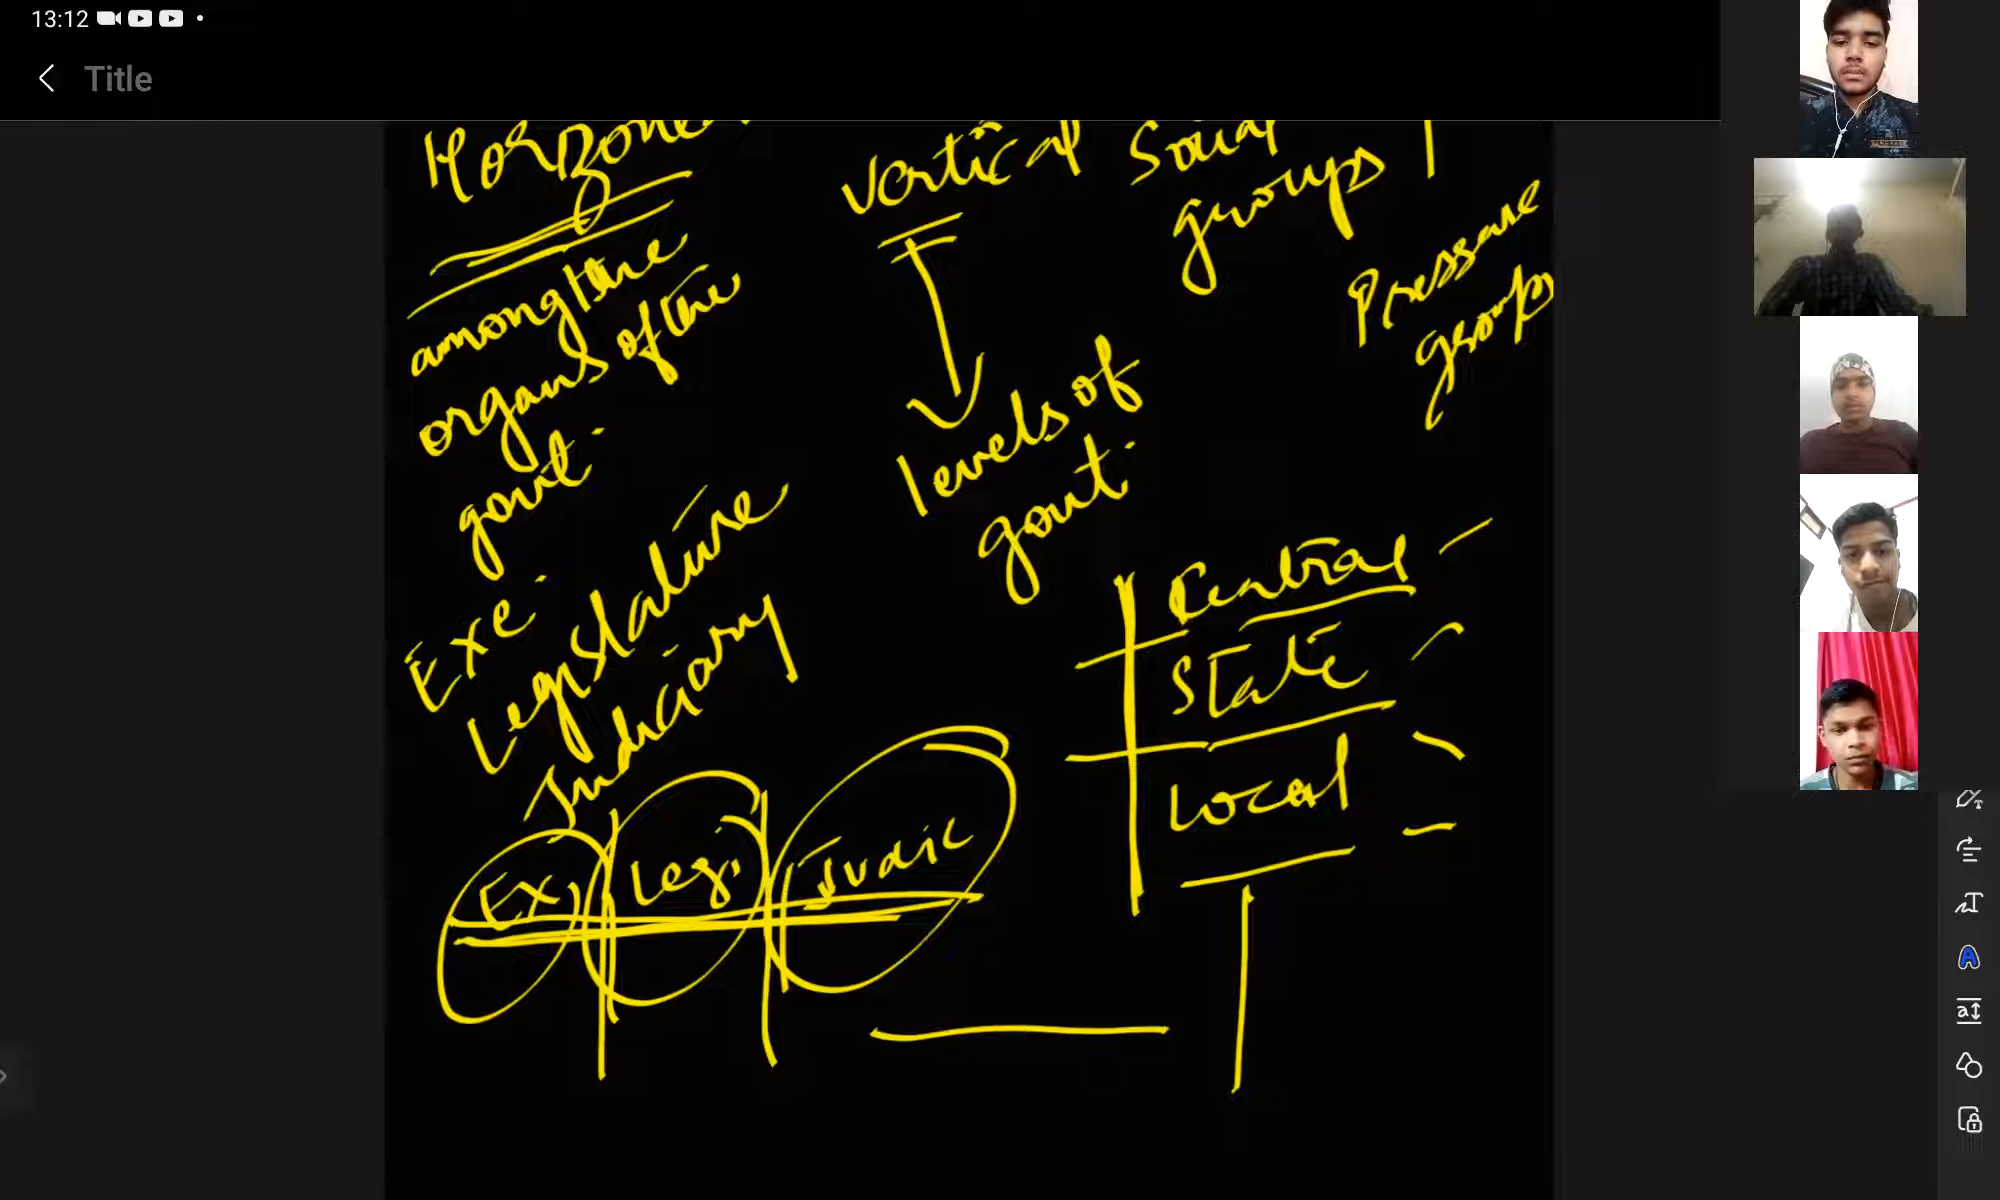 13:12
Title
Horzon
among the
organs of the
govt.
Exe.
Legislature
Judiciary
Vertical
levels of
govt.
Social
groups
Pressure
groups
Central
State
Local
Ex
Legi
Judic